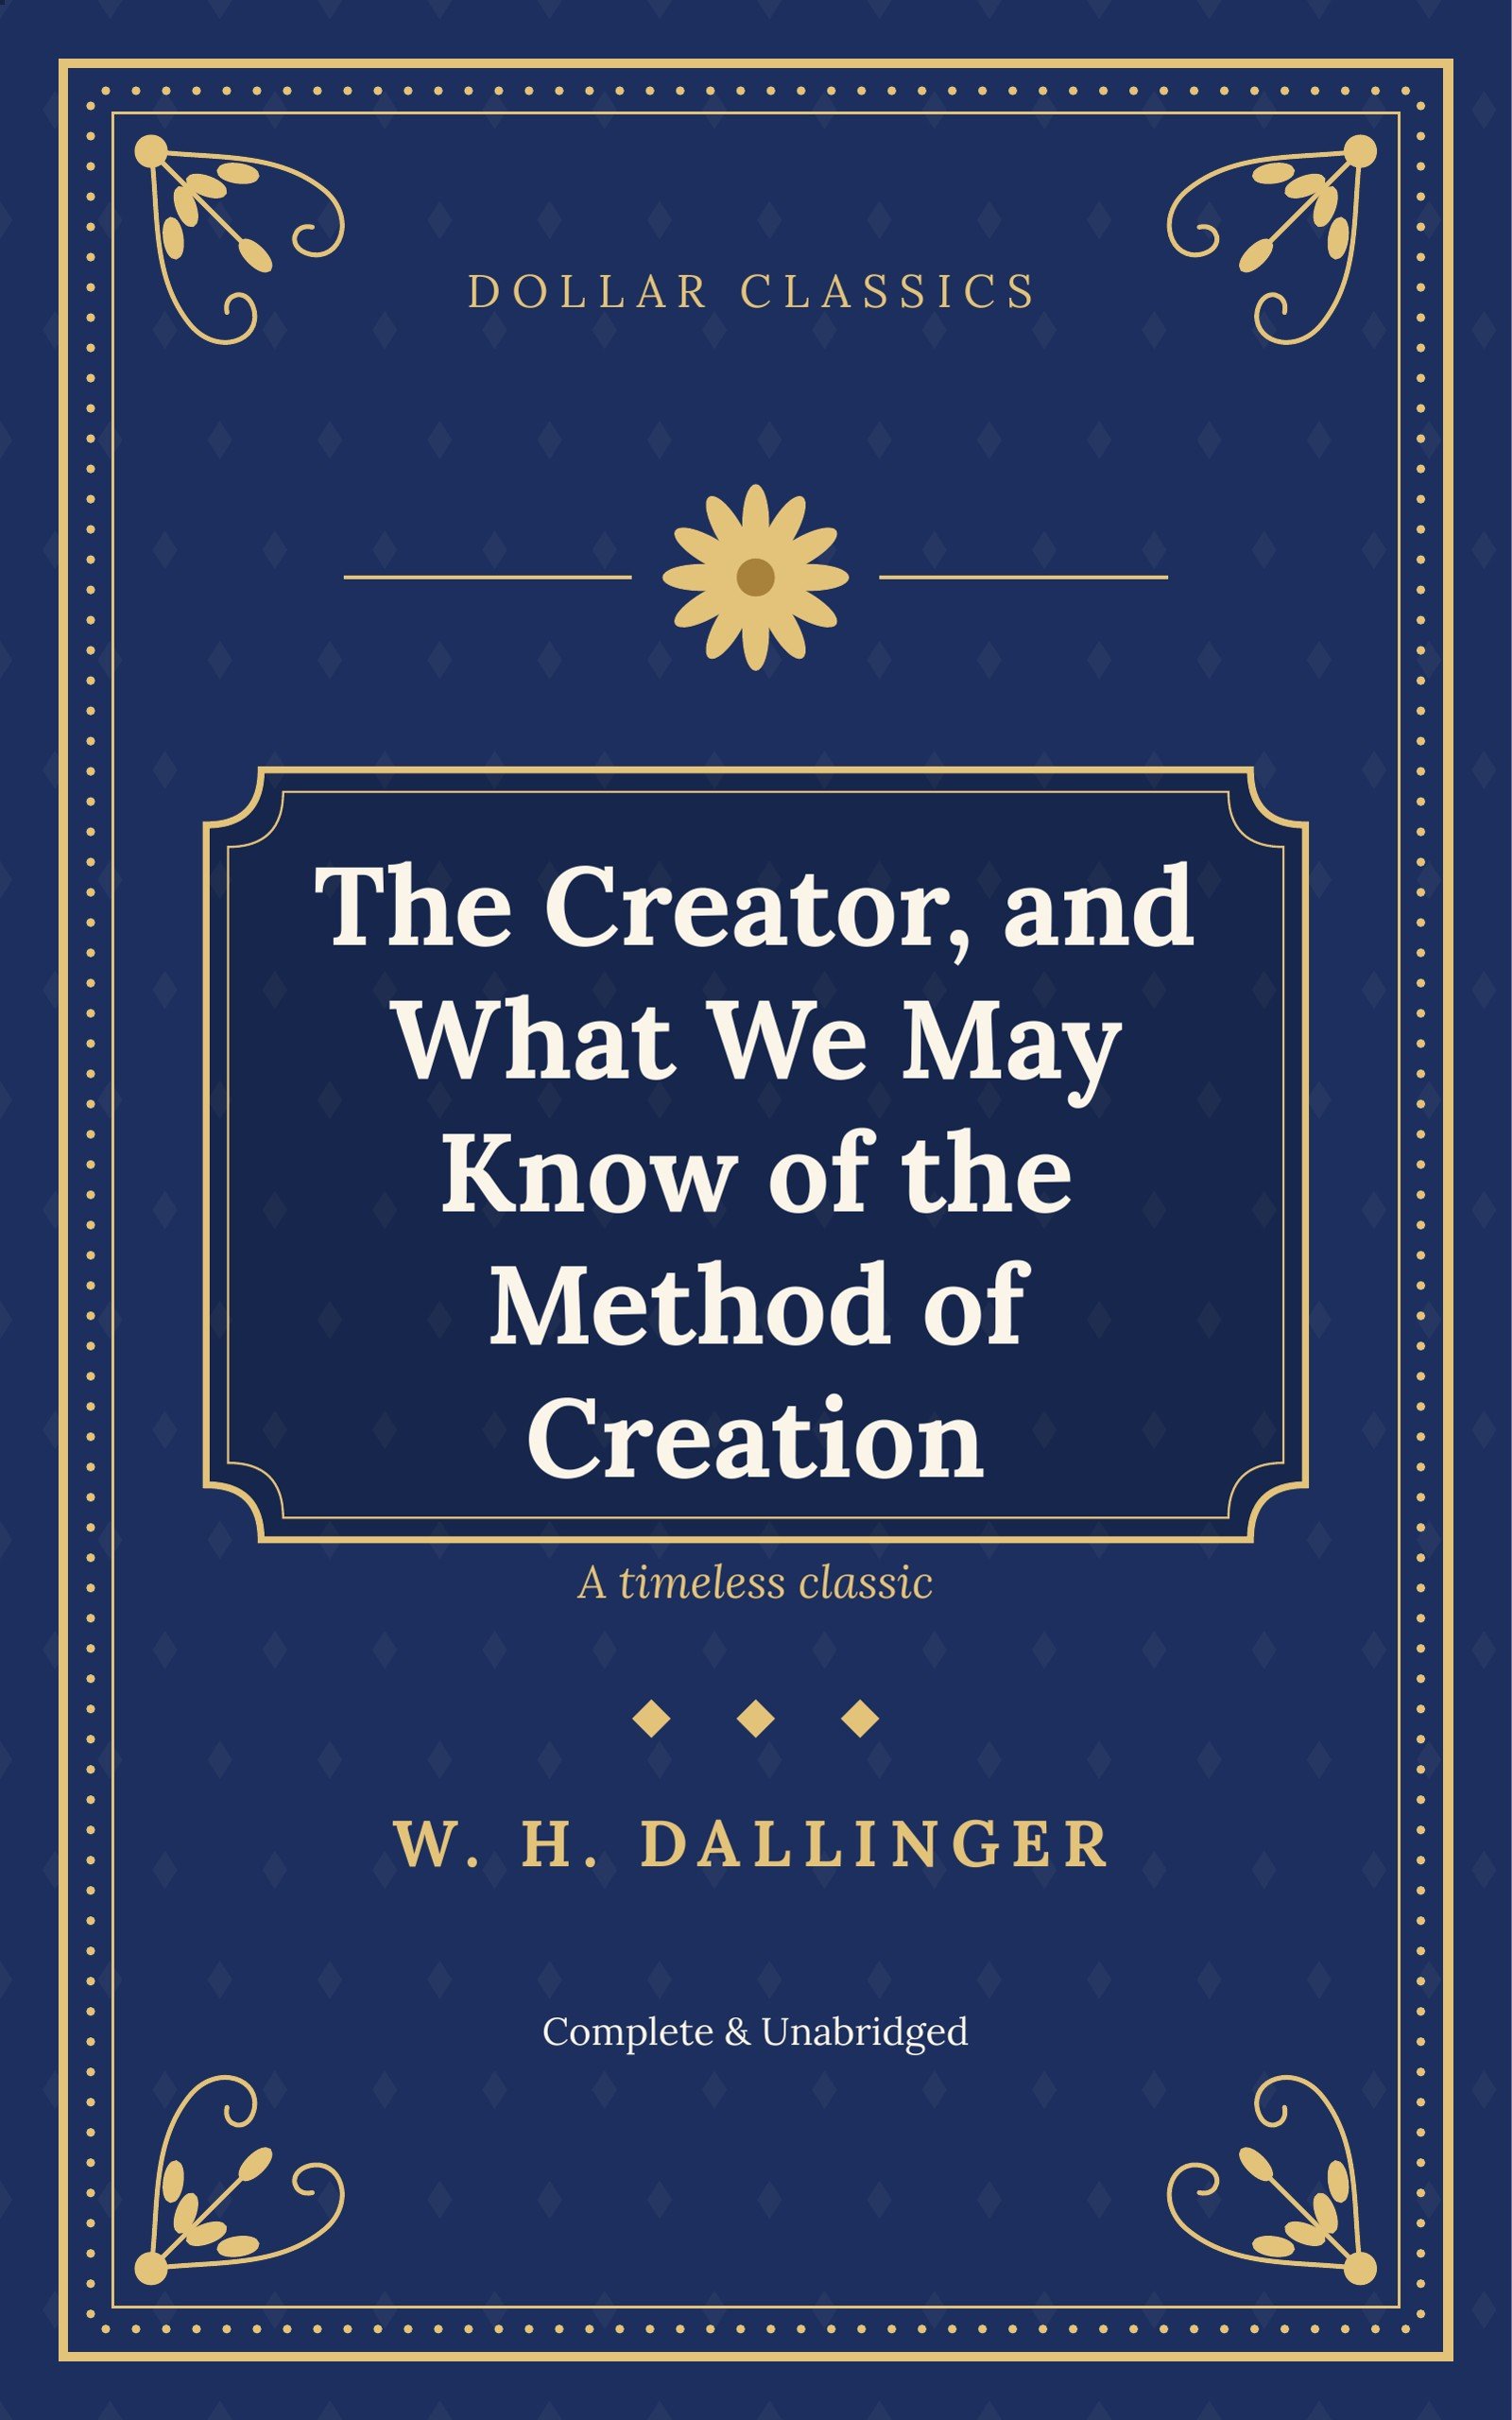 DOLLAR CLASSICS
The Creator, and
What We May
Know of the
Method of
Creation
A timeless classic
W. H. DALLINGER
Complete & Unabridged